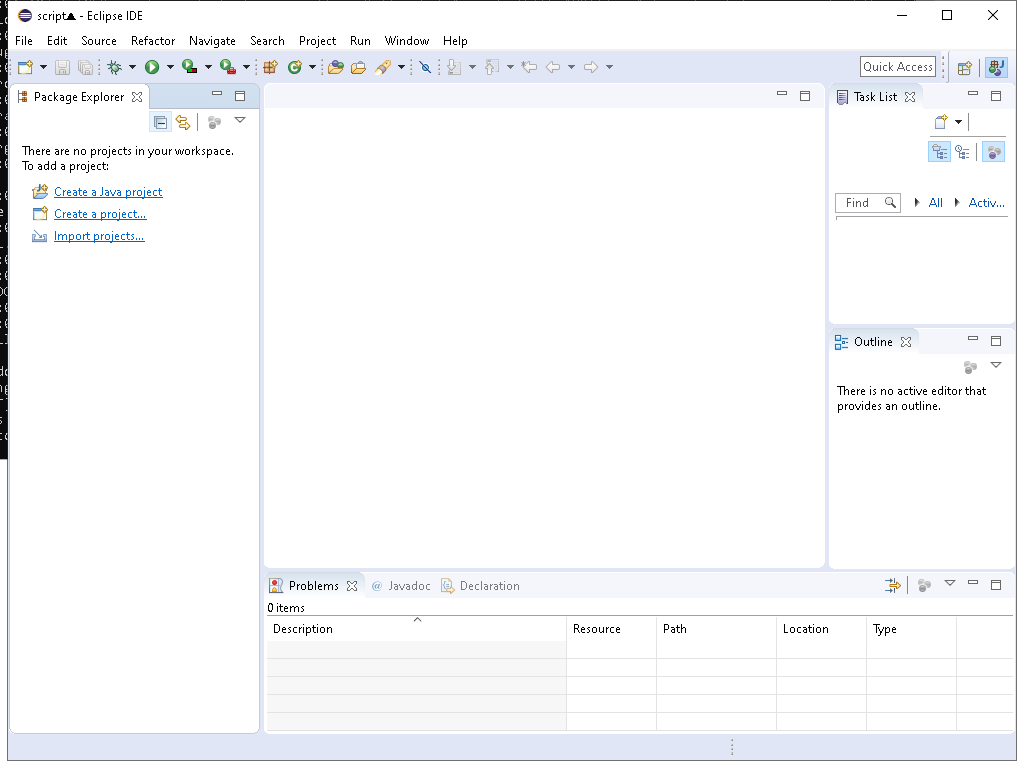 script▲ - Eclipse IDE
File Edit Source Refactor Navigate Search Project Run Window Help
Quick Access
Package Explorer
Task List
There are no projects in your workspace.
To add a project:
Create a Java project
Create a project...
Import projects...
Find
All
Activ...
Outline
There is no active editor that
provides an outline.
Problems @ Javadoc Declaration
0 items
Description Resource Path Location Type